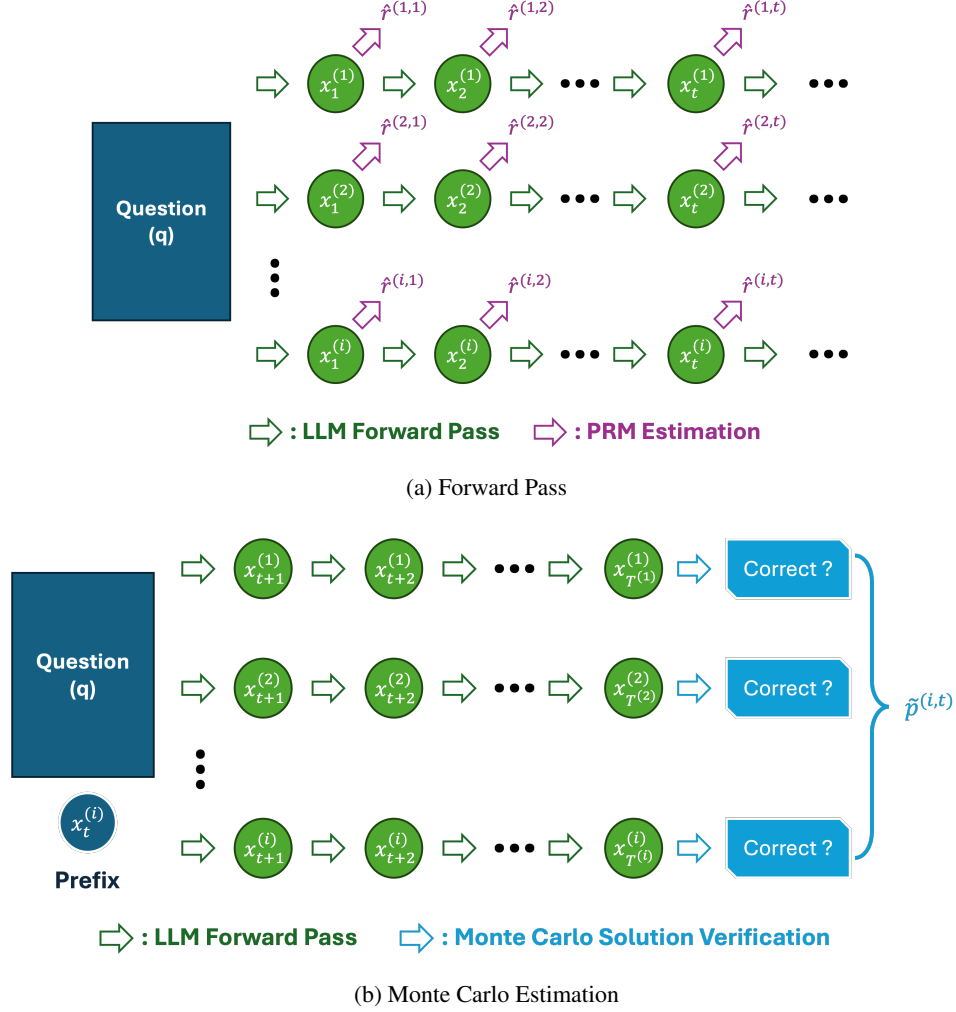 r̂^(1,1) r̂^(1,2) r̂^(1,t)
x_1^(1) x_2^(1) ••• x_t^(1) •••
r̂^(2,1) r̂^(2,2) r̂^(2,t)
Question
(q)
x_1^(2) x_2^(2) ••• x_t^(2) •••
r̂^(i,1) r̂^(i,2) r̂^(i,t)
x_1^(i) x_2^(i) ••• x_t^(i) •••
: LLM Forward Pass : PRM Estimation
(a) Forward Pass
x_{t+1}^(1) x_{t+2}^(1) ••• x_{T^(1)}^(1) Correct ?
Question
(q)
x_{t+1}^(2) x_{t+2}^(2) ••• x_{T^(2)}^(2) Correct ?
p̃^(i,t)
x_t^(i)
Prefix
x_{t+1}^(i) x_{t+2}^(i) ••• x_{T^(i)}^(i) Correct ?
: LLM Forward Pass : Monte Carlo Solution Verification
(b) Monte Carlo Estimation